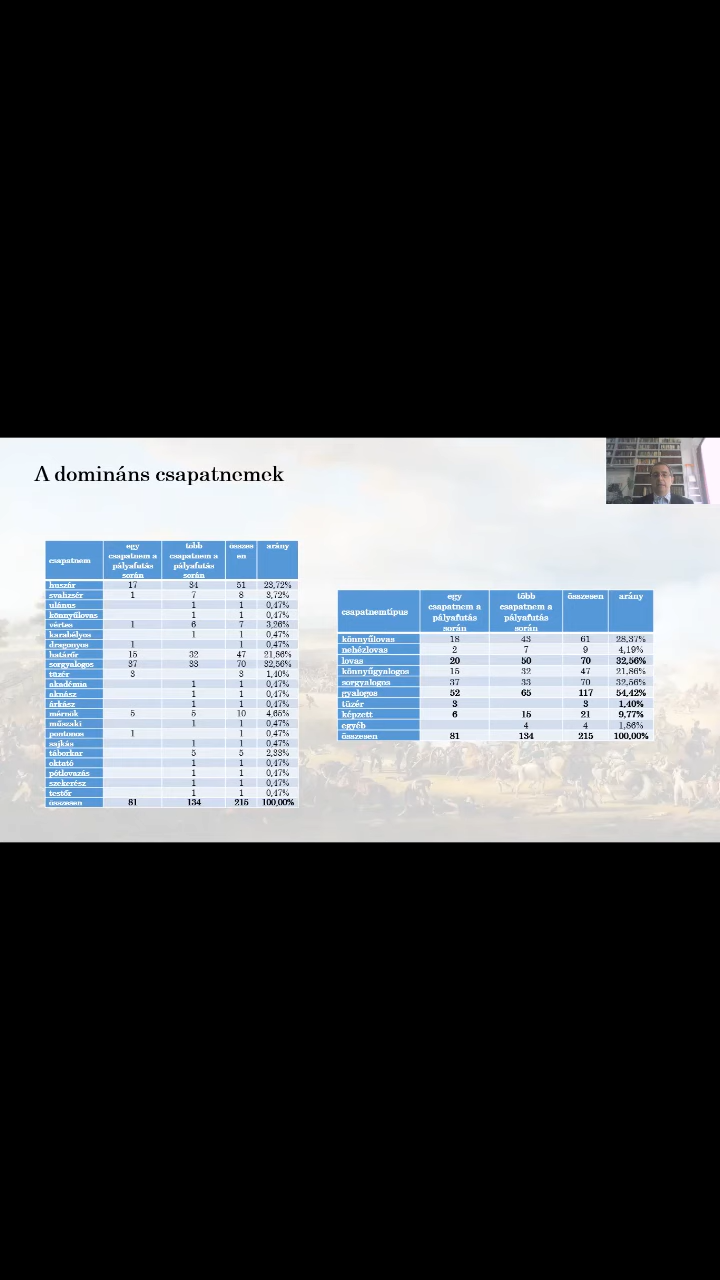 A domináns csapatnemek
csapatnem egy csapatnem a pályafutás során több csapatnem a pályafutás során összesen arány
huszár 17 34 51 23,72%
svalizsér 1 7 8 3,72%
ulánus 1 1 0,47%
könnyűlovas 1 1 0,47%
vértes 1 6 7 3,26%
karabélyos 1 1 0,47%
dragonyos 1 1 0,47%
határőr 15 32 47 21,86%
sorgyalogos 37 33 70 32,56%
tüzér 3 3 1,40%
akadémia 1 1 0,47%
aknász 1 1 0,47%
árkász 1 1 0,47%
mérnök 5 5 10 4,65%
műszaki 1 1 0,47%
pontonos 1 1 0,47%
sajkás 1 1 0,47%
táborkar 5 5 2,33%
oktató 1 1 0,47%
pótlovazás 1 1 0,47%
szekerész 1 1 0,47%
testőr 1 1 0,47%
összesen 81 134 215 100,00%
csapatnemtípus egy csapatnem a pályafutás során több csapatnem a pályafutás során összesen arány
könnyűlovas 18 43 61 28,37%
nehézlovas 2 7 9 4,19%
lovas 20 50 70 32,56%
könnyűgyalogos 15 32 47 21,86%
sorgyalogos 37 33 70 32,56%
gyalogos 52 65 117 54,42%
tüzér 3 3 1,40%
képzett 6 15 21 9,77%
egyéb 4 4 1,86%
összesen 81 134 215 100,00%